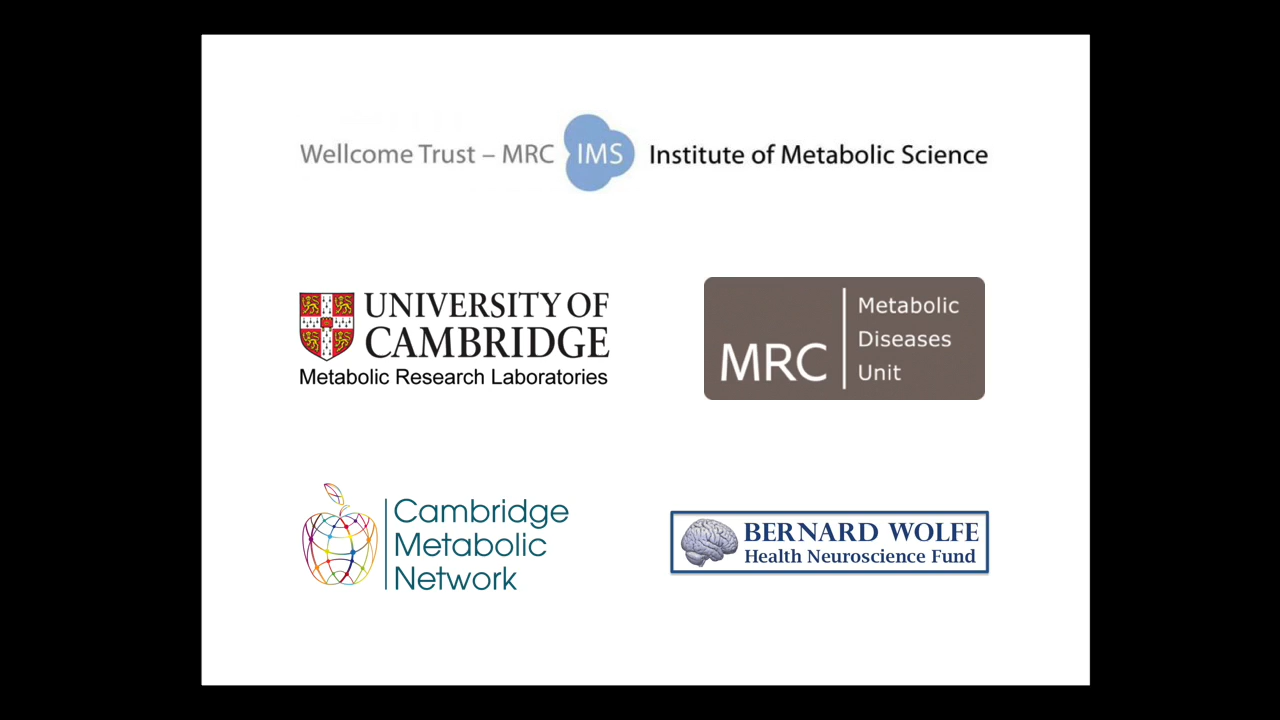 Wellcome Trust – MRC IMS Institute of Metabolic Science
UNIVERSITY OF
CAMBRIDGE
Metabolic Research Laboratories
MRC
Metabolic
Diseases
Unit
Cambridge
Metabolic
Network
BERNARD WOLFE
Health Neuroscience Fund